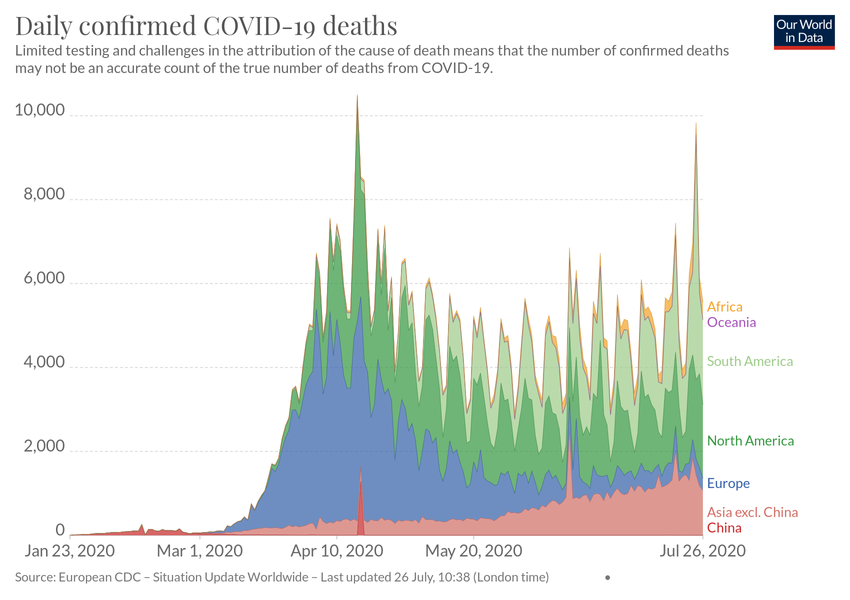 Daily confirmed COVID-19 deaths
Our World
in Data
Limited testing and challenges in the attribution of the cause of death means that the number of confirmed deaths
may not be an accurate count of the true number of deaths from COVID-19.
10,000
8,000
6,000
4,000
2,000
0
Africa
Oceania
South America
North America
Europe
Asia excl. China
China
Jan 23, 2020 Mar 1, 2020 Apr 10, 2020 May 20, 2020 Jul 26, 2020
Source: European CDC – Situation Update Worldwide – Last updated 26 July, 10:38 (London time)